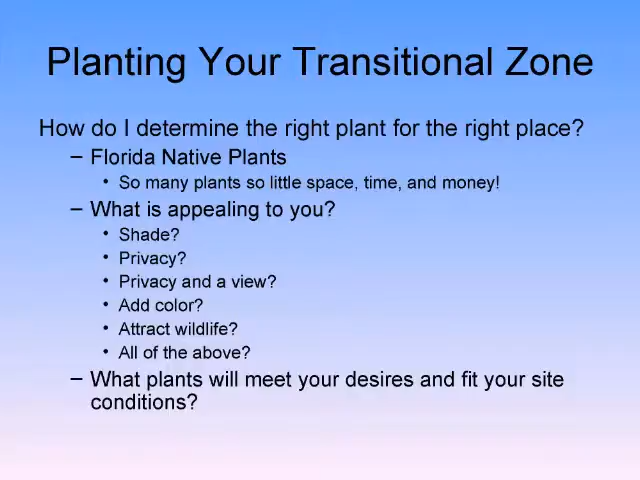 Planting Your Transitional Zone
How do I determine the right plant for the right place?
– Florida Native Plants
• So many plants so little space, time, and money!
– What is appealing to you?
• Shade?
• Privacy?
• Privacy and a view?
• Add color?
• Attract wildlife?
• All of the above?
– What plants will meet your desires and fit your site
conditions?